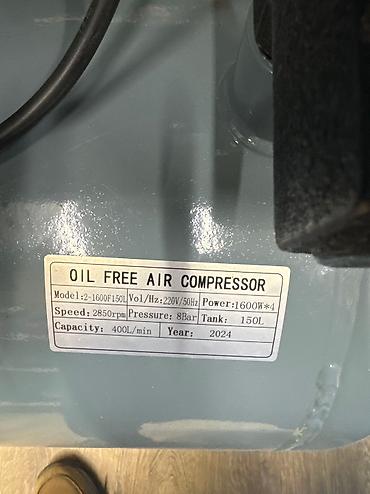 OIL FREE AIR COMPRESSOR
Model:2-1600F150L Vol/Hz:220V/50Hz Power:1600W*4
Speed:2850rpm Pressure: 8Bar Tank: 150L
Capacity: 400L/min Year: 2024